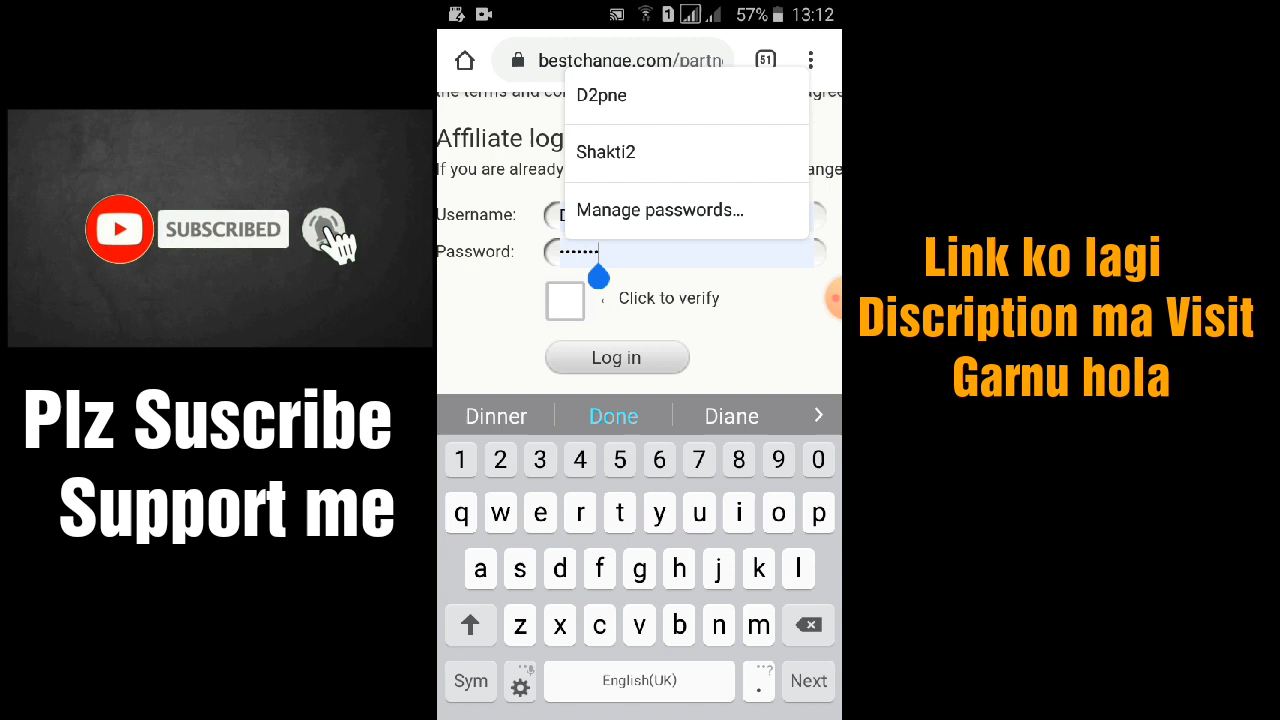 SUBSCRIBED
Plz Suscribe
Support me
1
57%
13:12
bestchange.com/partn
51
D2pne
Affiliate log
Shakti2
If you are already
Manage passwords...
Username:
D
Password:
•••••••
Click to verify
Log in
Dinner
Done
Diane
1 2 3 4 5 6 7 8 9 0
q w e r t y u i o p
a s d f g h j k l
z x c v b n m
Sym
English(UK)
.
Next
Link ko lagi
Discription ma Visit
Garnu hola